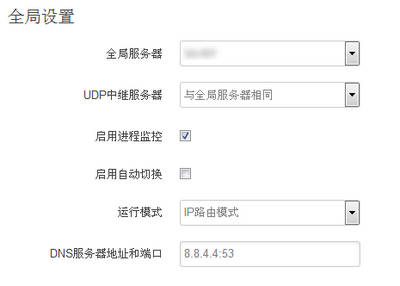 全局设置
全局服务器
UDP中继服务器 与全局服务器相同
启用进程监控
启用自动切换
运行模式 IP路由模式
DNS服务器地址和端口 8.8.4.4:53